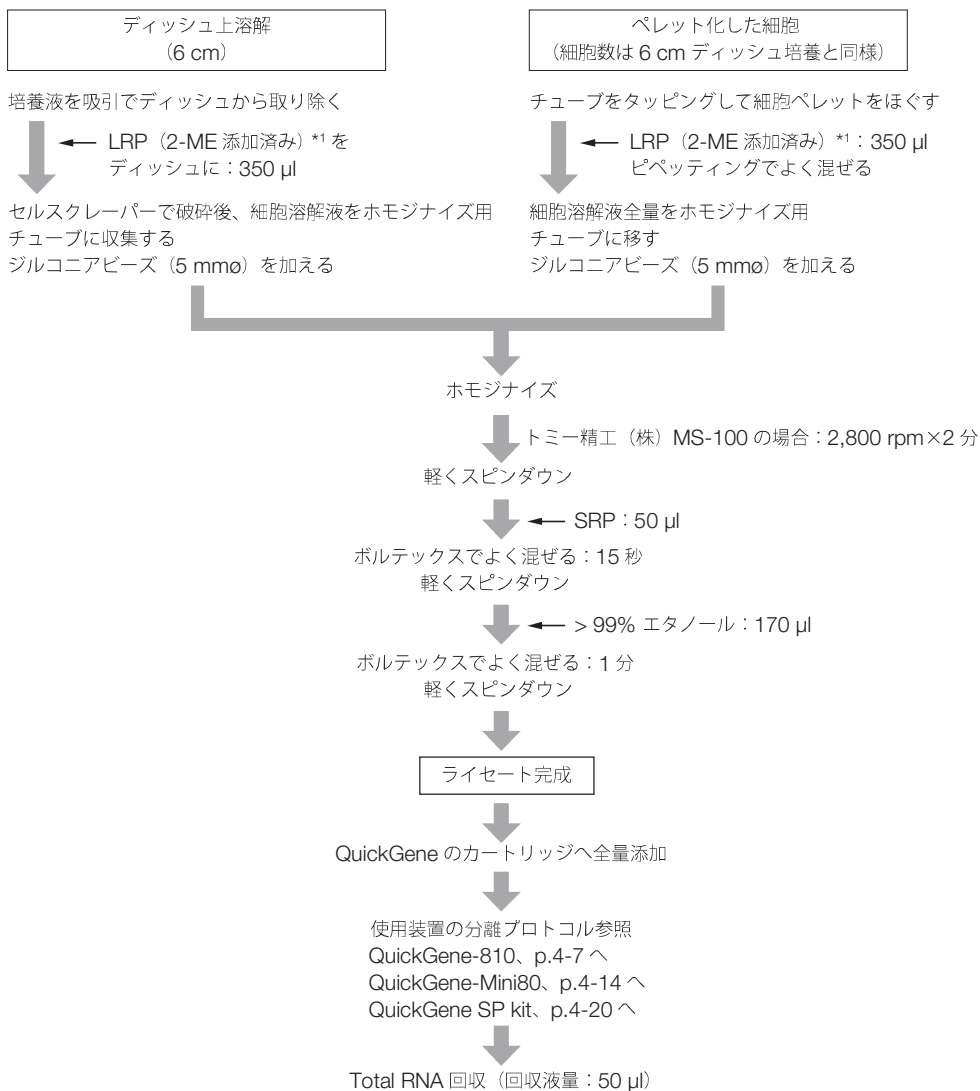 ディッシュ上溶解
(6 cm)
培養液を吸引でディッシュから取り除く
LRP（2-ME 添加済み）*1 を
ディッシュに：350 µl
セルスクレーパーで破砕後、細胞溶解液をホモジナイズ用
チューブに収集する
ジルコニアビーズ（5 mmø）を加える
ペレット化した細胞
（細胞数は 6 cm ディッシュ培養と同様）
チューブをタッピングして細胞ペレットをほぐす
LRP（2-ME 添加済み）*1：350 µl
ピペッティングでよく混ぜる
細胞溶解液全量をホモジナイズ用
チューブに移す
ジルコニアビーズ（5 mmø）を加える
ホモジナイズ
トミー精工（株）MS-100 の場合：2,800 rpm×2 分
軽くスピンダウン
SRP：50 µl
ボルテックスでよく混ぜる：15 秒
軽くスピンダウン
> 99% エタノール：170 µl
ボルテックスでよく混ぜる：1 分
軽くスピンダウン
ライセート完成
QuickGene のカートリッジへ全量添加
使用装置の分離プロトコル参照
QuickGene-810、p.4-7 へ
QuickGene-Mini80、p.4-14 へ
QuickGene SP kit、p.4-20 へ
Total RNA 回収（回収液量：50 µl）